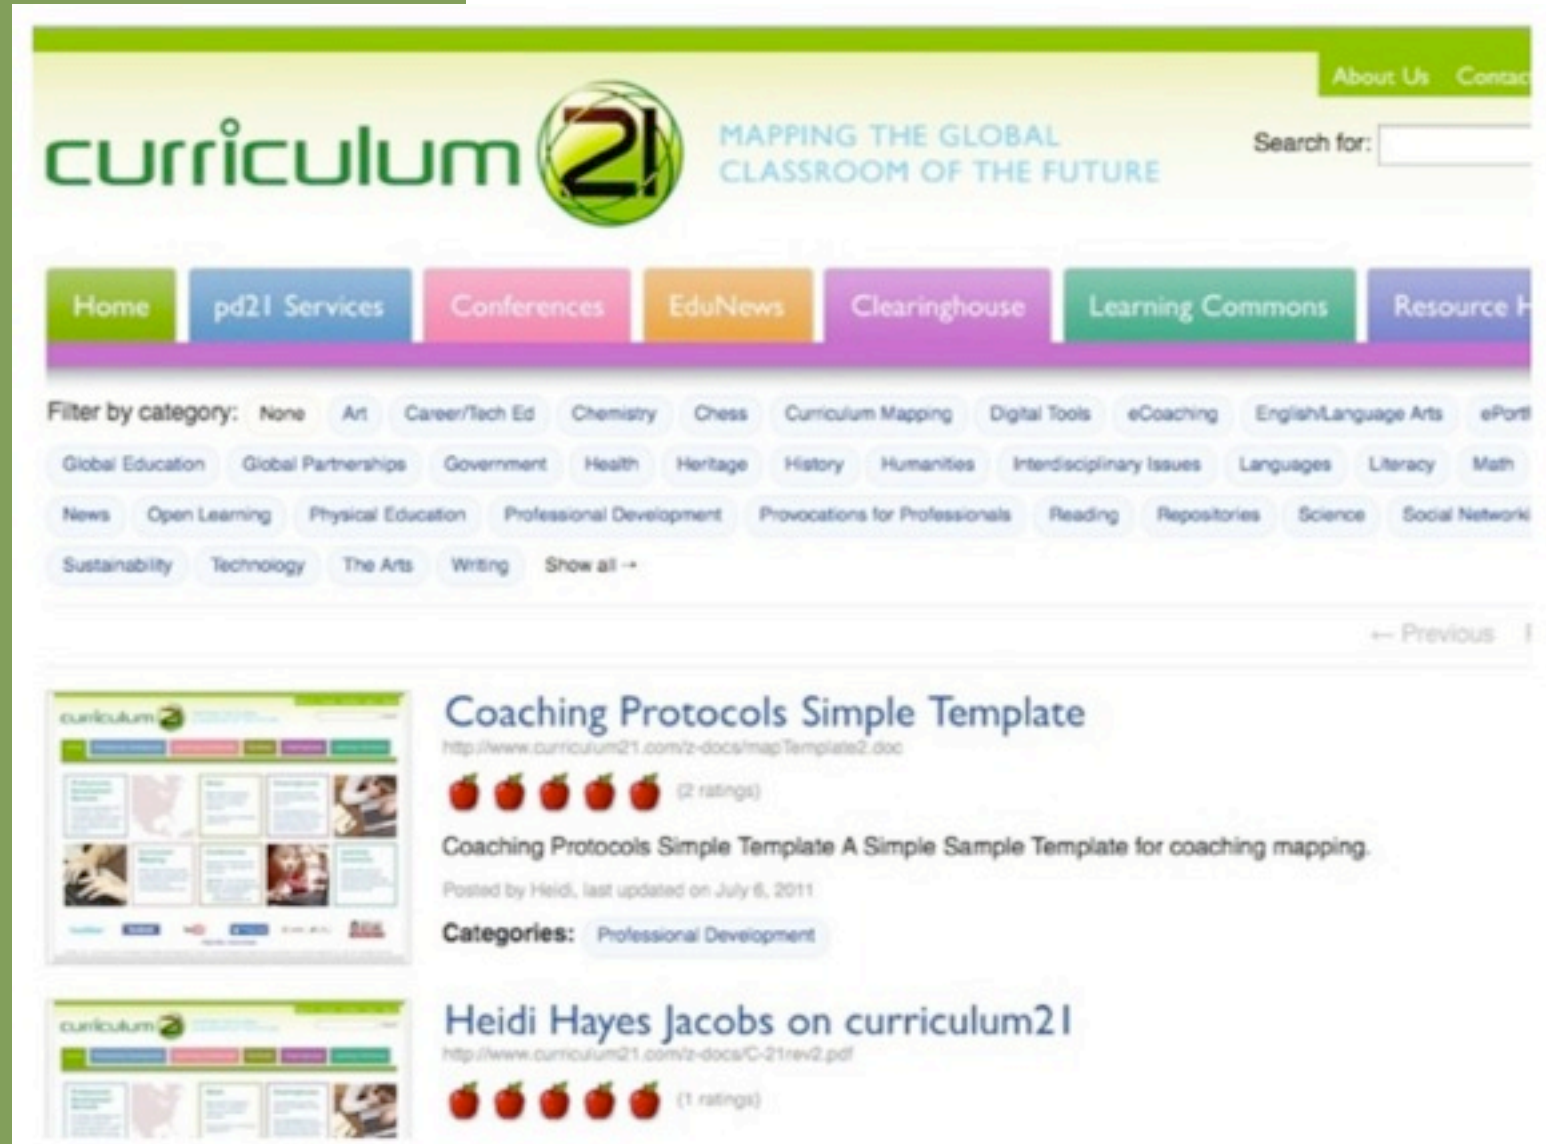 About Us Contac
curriculum 21
MAPPING THE GLOBAL
CLASSROOM OF THE FUTURE
Search for:
Home pd21 Services Conferences EduNews Clearinghouse Learning Commons Resource H
Filter by category: None Art Career/Tech Ed Chemistry Chess Curriculum Mapping Digital Tools eCoaching English/Language Arts ePortf
Global Education Global Partnerships Government Health Heritage History Humanities Interdisciplinary Issues Languages Literacy Math
News Open Learning Physical Education Professional Development Provocations for Professionals Reading Repositories Science Social Networki
Sustainability Technology The Arts Writing Show all →
← Previous
Coaching Protocols Simple Template
http://www.curriculum21.com/z-docs/mapTemplate2.doc
(2 ratings)
Coaching Protocols Simple Template A Simple Sample Template for coaching mapping.
Posted by Heidi, last updated on July 6, 2011
Categories: Professional Development
curriculum 21
Heidi Hayes Jacobs on curriculum21
http://www.curriculum21.com/z-docs/C-21rev2.pdf
(1 ratings)
curriculum 21